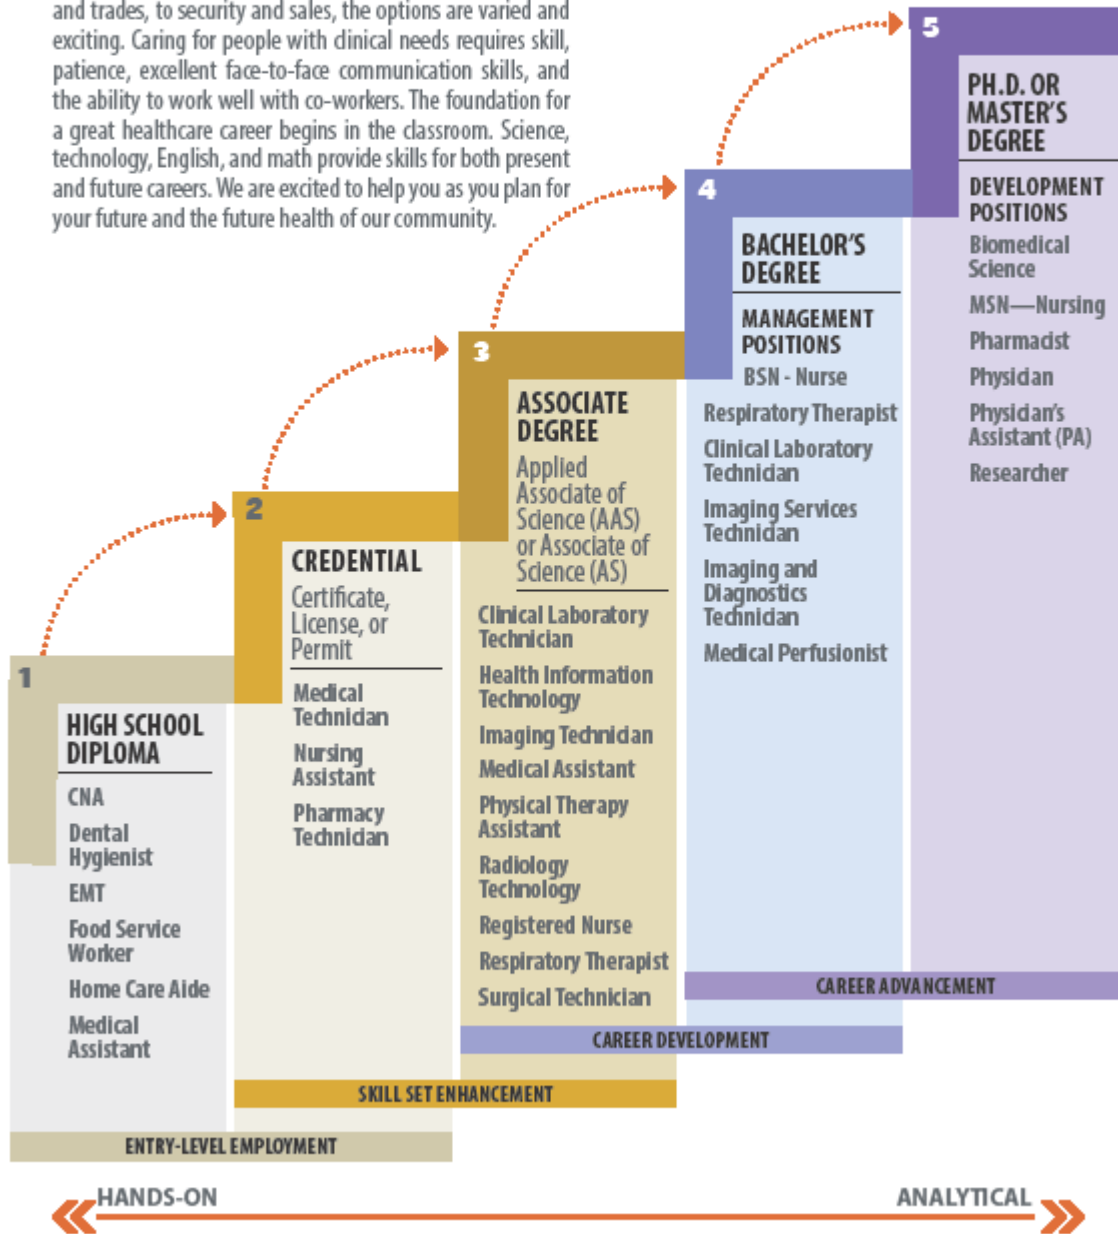 and trades, to security and sales, the options are varied and
exciting. Caring for people with clinical needs requires skill,
patience, excellent face-to-face communication skills, and
the ability to work well with co-workers. The foundation for
a great healthcare career begins in the classroom. Science,
technology, English, and math provide skills for both present
and future careers. We are excited to help you as you plan for
your future and the future health of our community.
1
HIGH SCHOOL
DIPLOMA
CNA
Dental
Hygienist
EMT
Food Service
Worker
Home Care Aide
Medical
Assistant
2
CREDENTIAL
Certificate,
License, or
Permit
Medical
Technician
Nursing
Assistant
Pharmacy
Technician
3
ASSOCIATE
DEGREE
Applied
Associate of
Science (AAS)
or Associate of
Science (AS)
Clinical Laboratory
Technician
Health Information
Technology
Imaging Technician
Medical Assistant
Physical Therapy
Assistant
Radiology
Technology
Registered Nurse
Respiratory Therapist
Surgical Technician
4
BACHELOR'S
DEGREE
MANAGEMENT
POSITIONS
BSN - Nurse
Respiratory Therapist
Clinical Laboratory
Technician
Imaging Services
Technician
Imaging and
Diagnostics
Technician
Medical Perfusionist
5
PH.D. OR
MASTER'S
DEGREE
DEVELOPMENT
POSITIONS
Biomedical
Science
MSN—Nursing
Pharmacist
Physician
Physician's
Assistant (PA)
Researcher
CAREER ADVANCEMENT
CAREER DEVELOPMENT
SKILL SET ENHANCEMENT
ENTRY-LEVEL EMPLOYMENT
HANDS-ON
ANALYTICAL